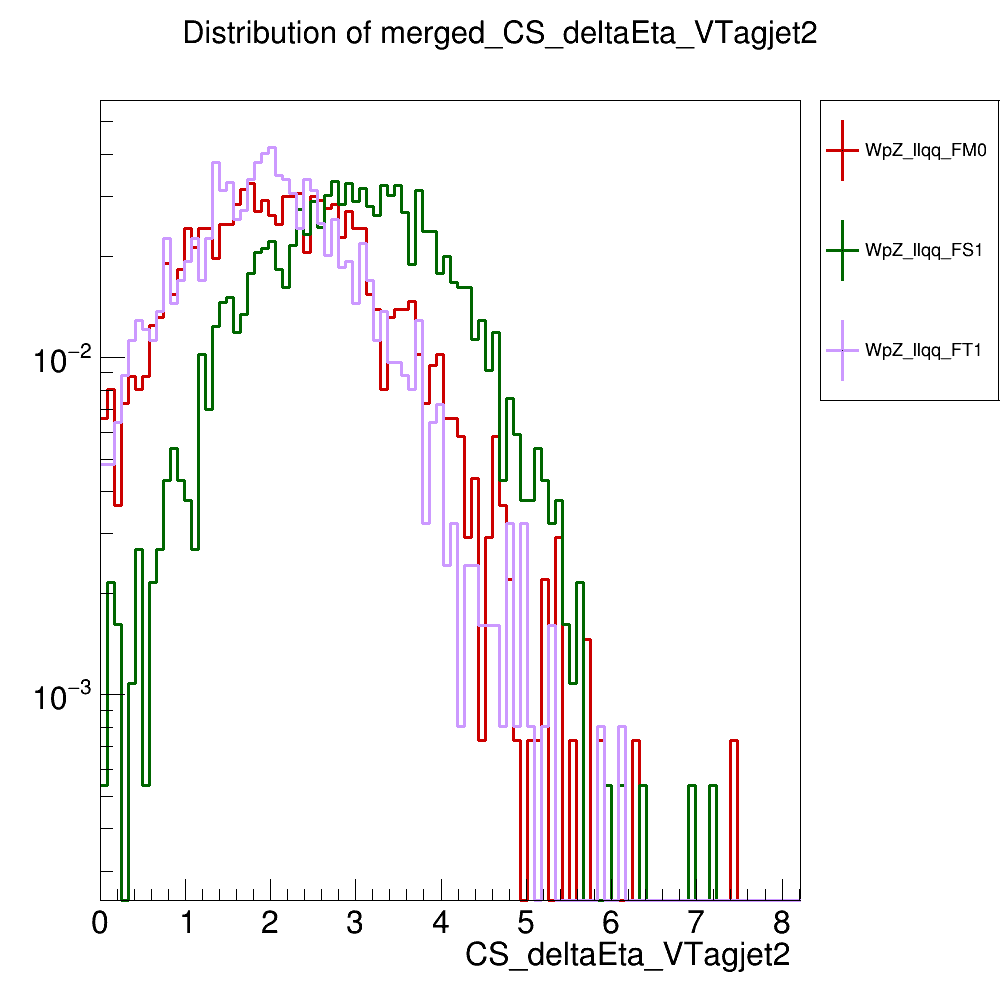 Distribution of merged_CS_deltaEta_VTagjet2
WpZ_llqq_FM0
WpZ_llqq_FS1
WpZ_llqq_FT1
10−2
10−3
0 1 2 3 4 5 6 7 8
CS_deltaEta_VTagjet2